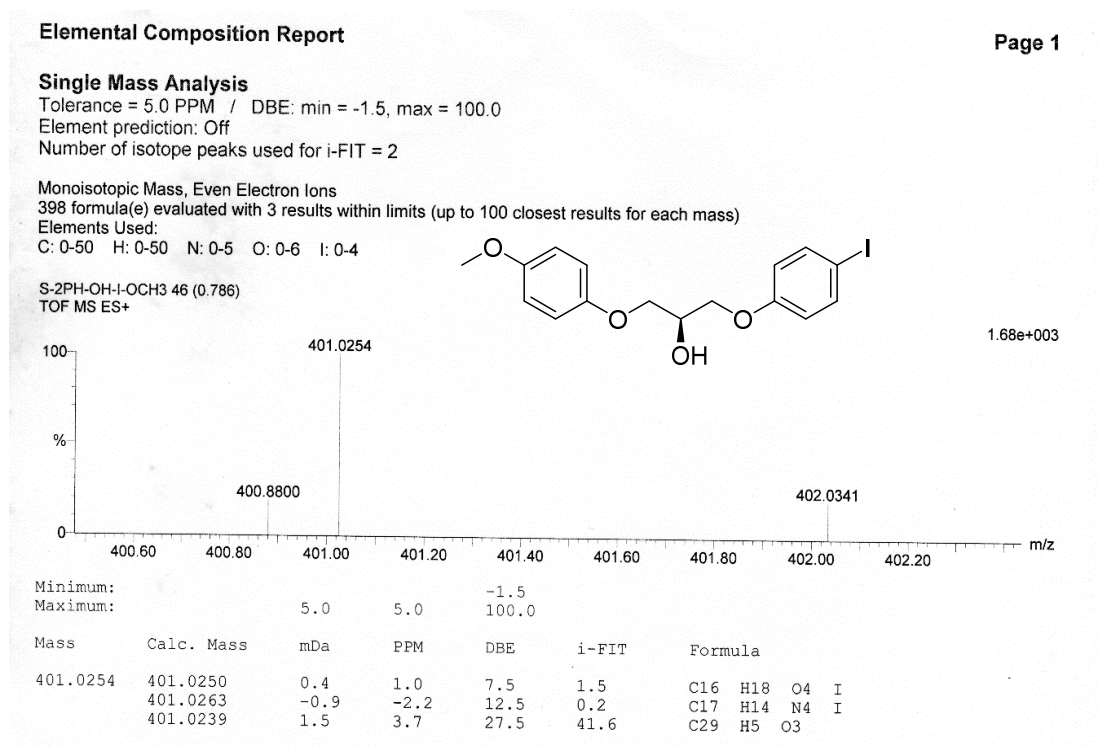 Elemental Composition Report
Page 1
Single Mass Analysis
Tolerance = 5.0 PPM / DBE: min = -1.5, max = 100.0
Element prediction: Off
Number of isotope peaks used for i-FIT = 2
Monoisotopic Mass, Even Electron Ions
398 formula(e) evaluated with 3 results within limits (up to 100 closest results for each mass)
Elements Used:
C: 0-50 H: 0-50 N: 0-5 O: 0-6 I: 0-4
S-2PH-OH-I-OCH3 46 (0.786)
TOF MS ES+
O
I
O
O
OH
1.68e+003
100
401.0254
%
400.8800
402.0341
0
400.60 400.80 401.00 401.20 401.40 401.60 401.80 402.00 402.20
m/z
Minimum: -1.5
Maximum: 5.0 5.0 100.0
Mass Calc. Mass mDa PPM DBE i-FIT Formula
401.0254 401.0250 0.4 1.0 7.5 1.5 C16 H18 O4 I
401.0263 -0.9 -2.2 12.5 0.2 C17 H14 N4 I
401.0239 1.5 3.7 27.5 41.6 C29 H5 O3